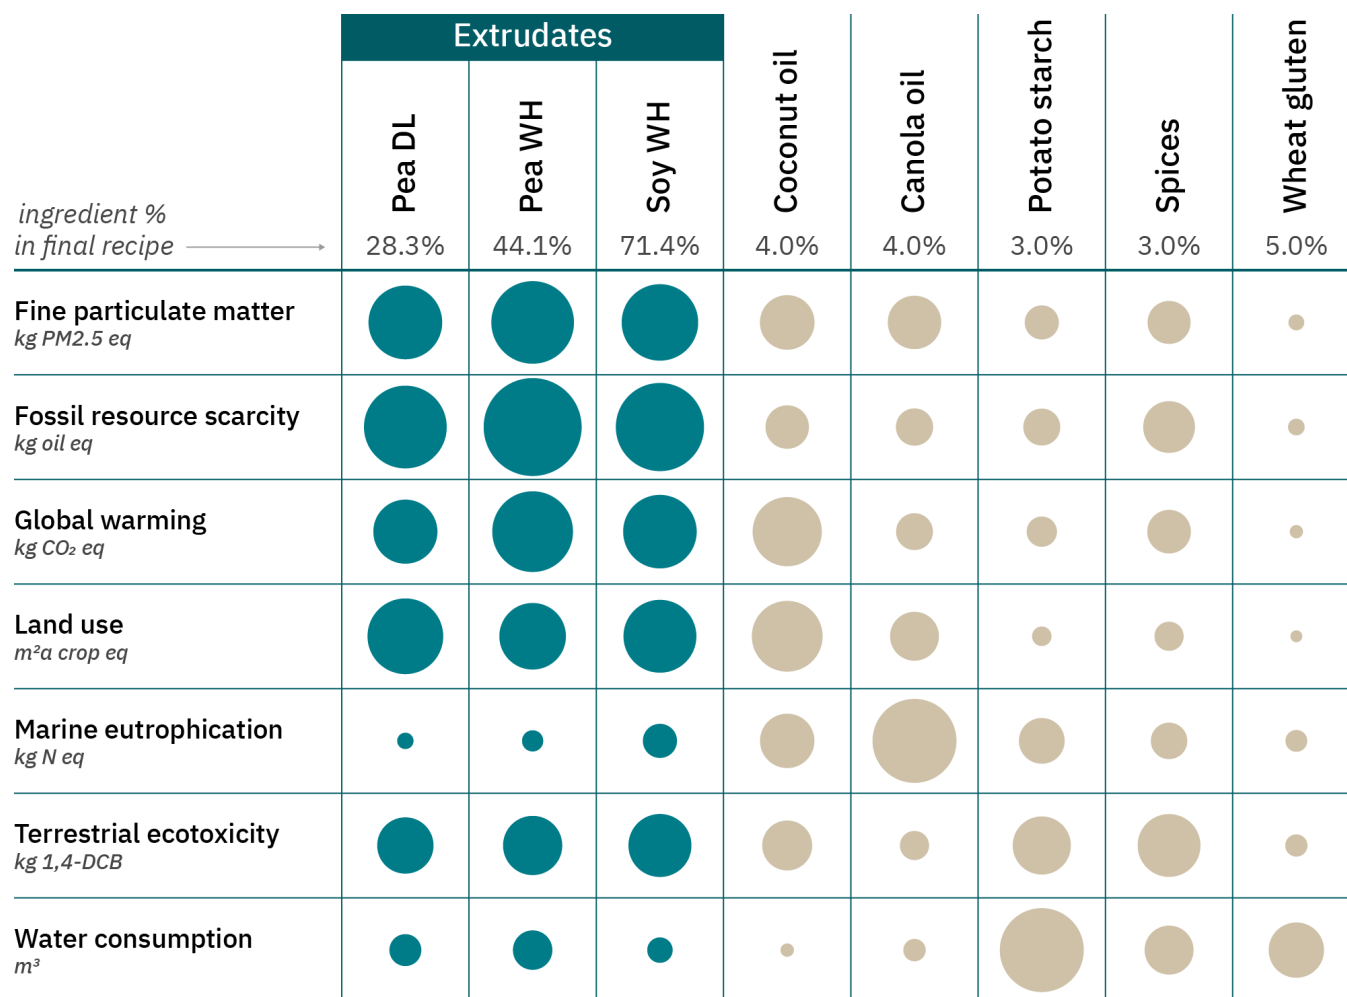 Extrudates
Pea DL
Pea WH
Soy WH
Coconut oil
Canola oil
Potato starch
Spices
Wheat gluten
ingredient %
in final recipe
28.3%
44.1%
71.4%
4.0%
4.0%
3.0%
3.0%
5.0%
Fine particulate matter
kg PM2.5 eq
Fossil resource scarcity
kg oil eq
Global warming
kg CO₂ eq
Land use
m²a crop eq
Marine eutrophication
kg N eq
Terrestrial ecotoxicity
kg 1,4-DCB
Water consumption
m³